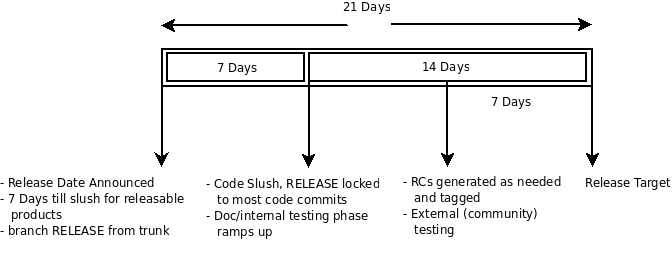 21 Days
7 Days
14 Days
7 Days
- Release Date Announced
- 7 Days till slush for releasable
products
- branch RELEASE from trunk
- Code Slush, RELEASE locked
to most code commits
- Doc/internal testing phase
ramps up
- RCs generated as needed
and tagged
- External (community)
testing
Release Target